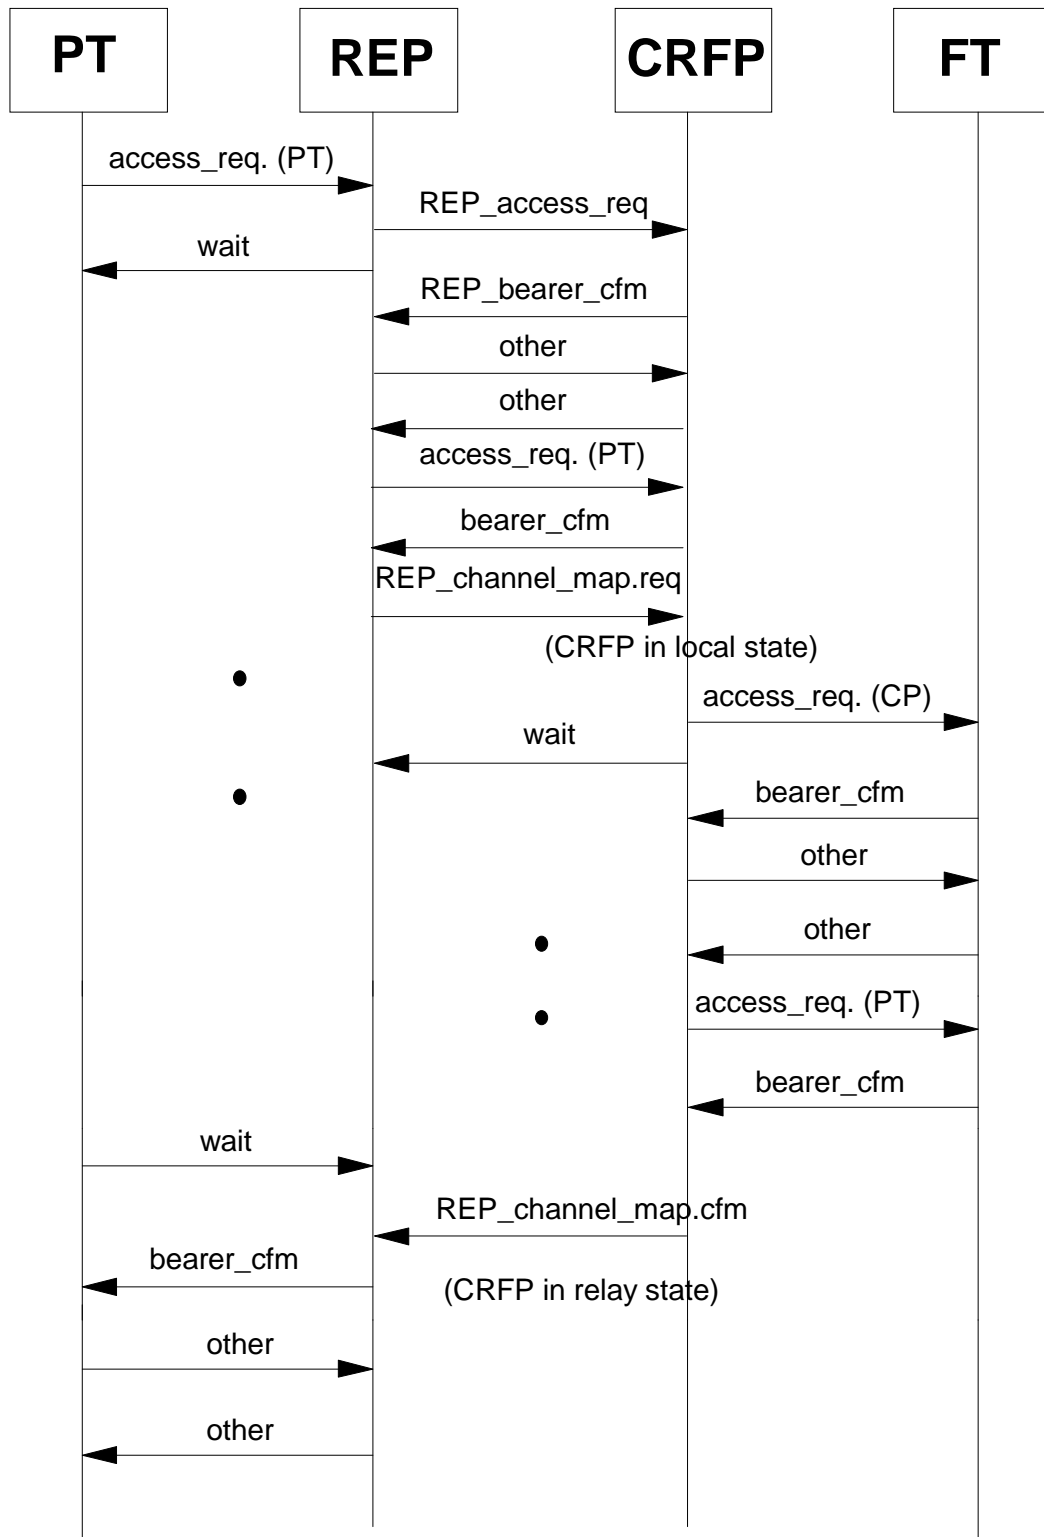 PT REP CRFP FT
access_req. (PT)
REP_access_req
wait
REP_bearer_cfm
other
other
access_req. (PT)
bearer_cfm
REP_channel_map.req
(CRFP in local state)
access_req. (CP)
wait
bearer_cfm
other
other
access_req. (PT)
bearer_cfm
wait
REP_channel_map.cfm
bearer_cfm
(CRFP in relay state)
other
other